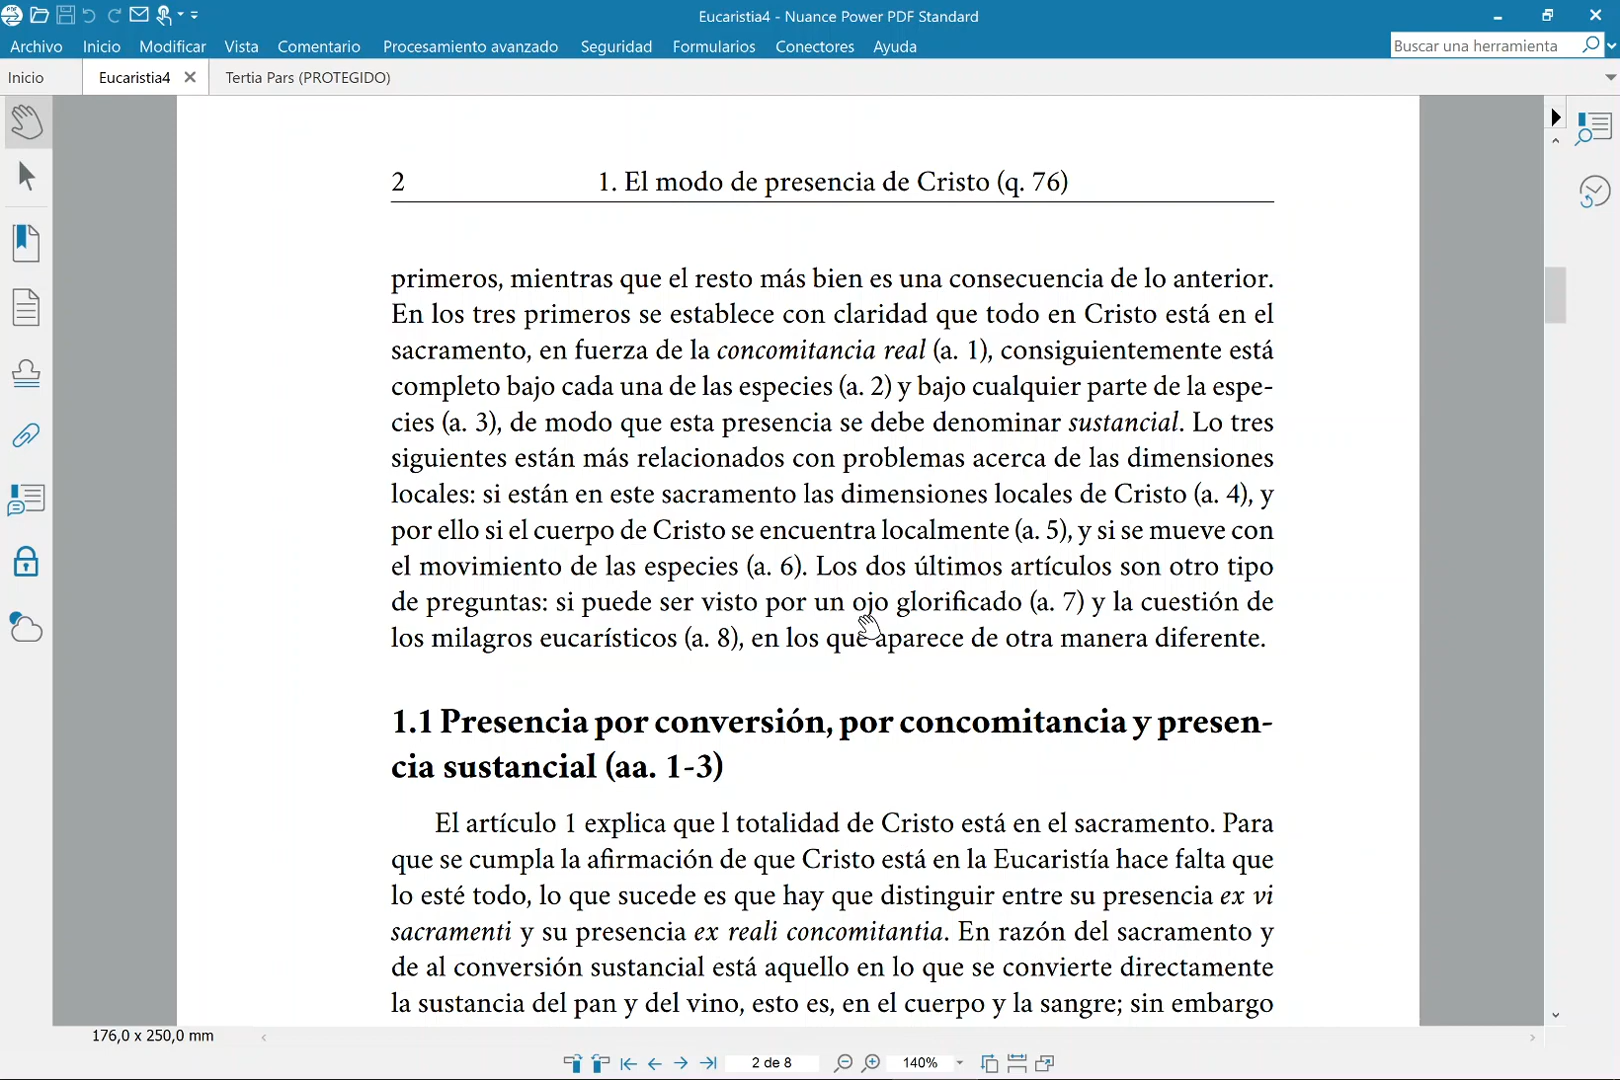 Eucaristia4 - Nuance Power PDF Standard
Archivo Inicio Modificar Vista Comentario Procesamiento avanzado Seguridad Formularios Conectores Ayuda Buscar una herramienta
Inicio Eucaristia4 Tertia Pars (PROTEGIDO)
2 1. El modo de presencia de Cristo (q. 76)
primeros, mientras que el resto más bien es una consecuencia de lo anterior.
En los tres primeros se establece con claridad que todo en Cristo está en el
sacramento, en fuerza de la concomitancia real (a. 1), consiguientemente está
completo bajo cada una de las especies (a. 2) y bajo cualquier parte de la espe-
cies (a. 3), de modo que esta presencia se debe denominar sustancial. Lo tres
siguientes están más relacionados con problemas acerca de las dimensiones
locales: si están en este sacramento las dimensiones locales de Cristo (a. 4), y
por ello si el cuerpo de Cristo se encuentra localmente (a. 5), y si se mueve con
el movimiento de las especies (a. 6). Los dos últimos artículos son otro tipo
de preguntas: si puede ser visto por un ojo glorificado (a. 7) y la cuestión de
los milagros eucarísticos (a. 8), en los que aparece de otra manera diferente.
1.1 Presencia por conversión, por concomitancia y presen-
cia sustancial (aa. 1-3)
El artículo 1 explica que l totalidad de Cristo está en el sacramento. Para
que se cumpla la afirmación de que Cristo está en la Eucaristía hace falta que
lo esté todo, lo que sucede es que hay que distinguir entre su presencia ex vi
sacramenti y su presencia ex reali concomitantia. En razón del sacramento y
de al conversión sustancial está aquello en lo que se convierte directamente
la sustancia del pan y del vino, esto es, en el cuerpo y la sangre; sin embargo
176,0 x 250,0 mm
2 de 8 140%